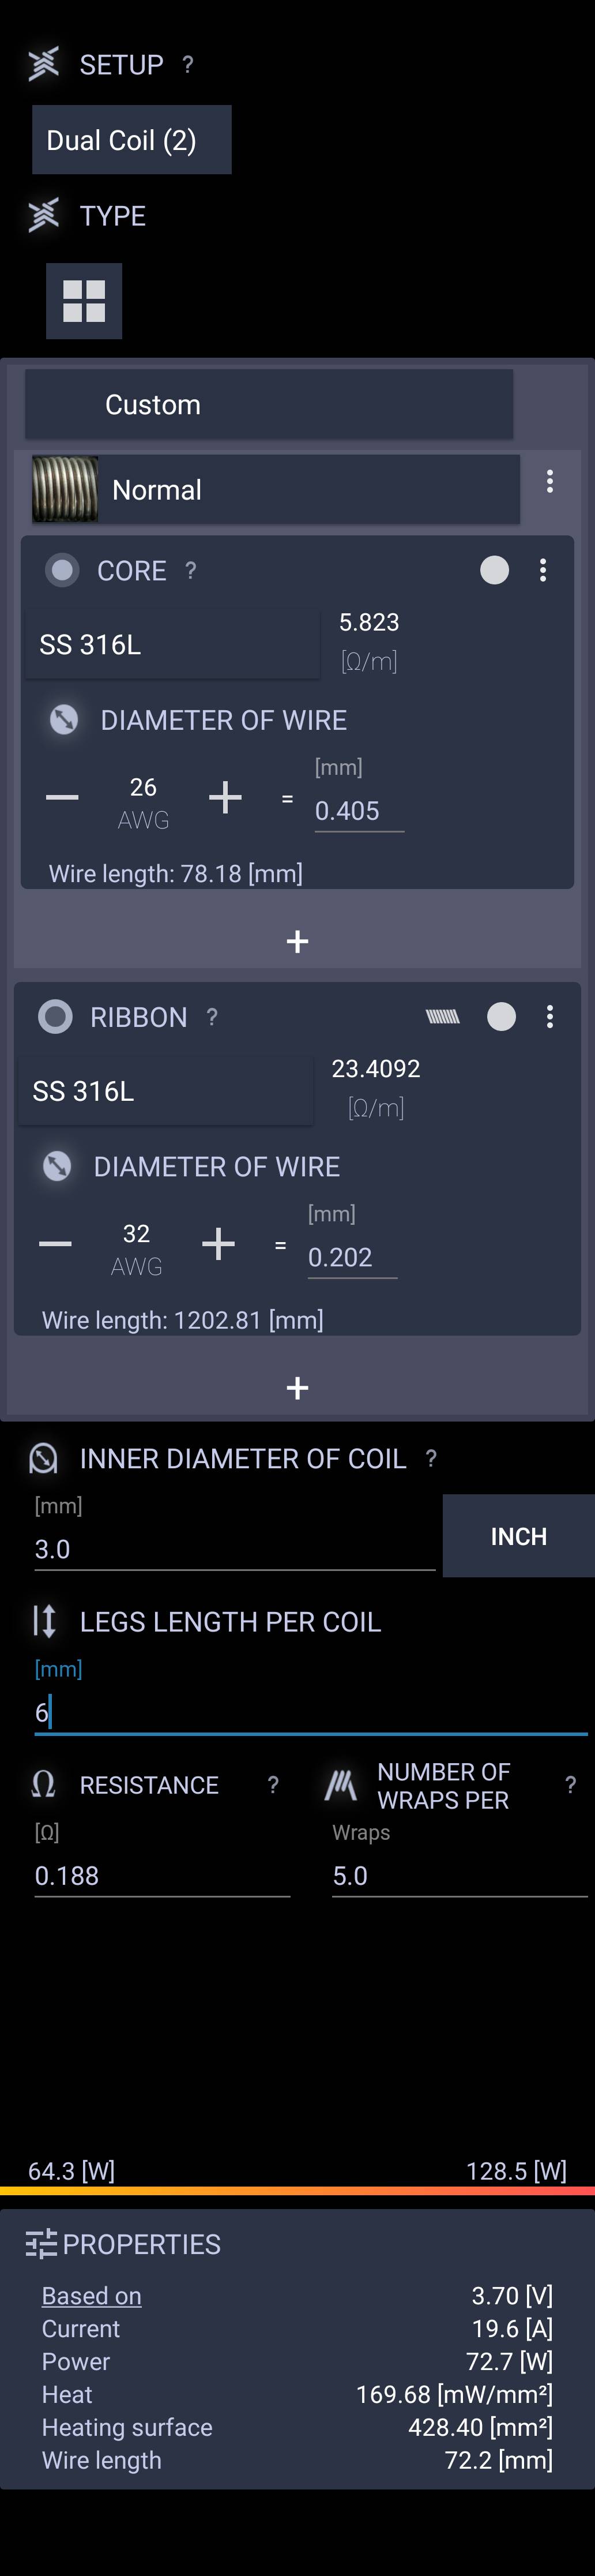 SETUP ?
Dual Coil (2)
TYPE
Custom
Normal
CORE ?
SS 316L
5.823
[Ω/m]
DIAMETER OF WIRE
[mm]
26
AWG
=
0.405
Wire length: 78.18 [mm]
+
RIBBON ?
SS 316L
23.4092
[Ω/m]
DIAMETER OF WIRE
[mm]
32
AWG
=
0.202
Wire length: 1202.81 [mm]
+
INNER DIAMETER OF COIL ?
[mm]
3.0
INCH
LEGS LENGTH PER COIL
[mm]
6
Ω RESISTANCE ?
[Ω]
0.188
NUMBER OF
WRAPS PER ?
Wraps
5.0
64.3 [W] 128.5 [W]
PROPERTIES
Based on 3.70 [V]
Current 19.6 [A]
Power 72.7 [W]
Heat 169.68 [mW/mm²]
Heating surface 428.40 [mm²]
Wire length 72.2 [mm]